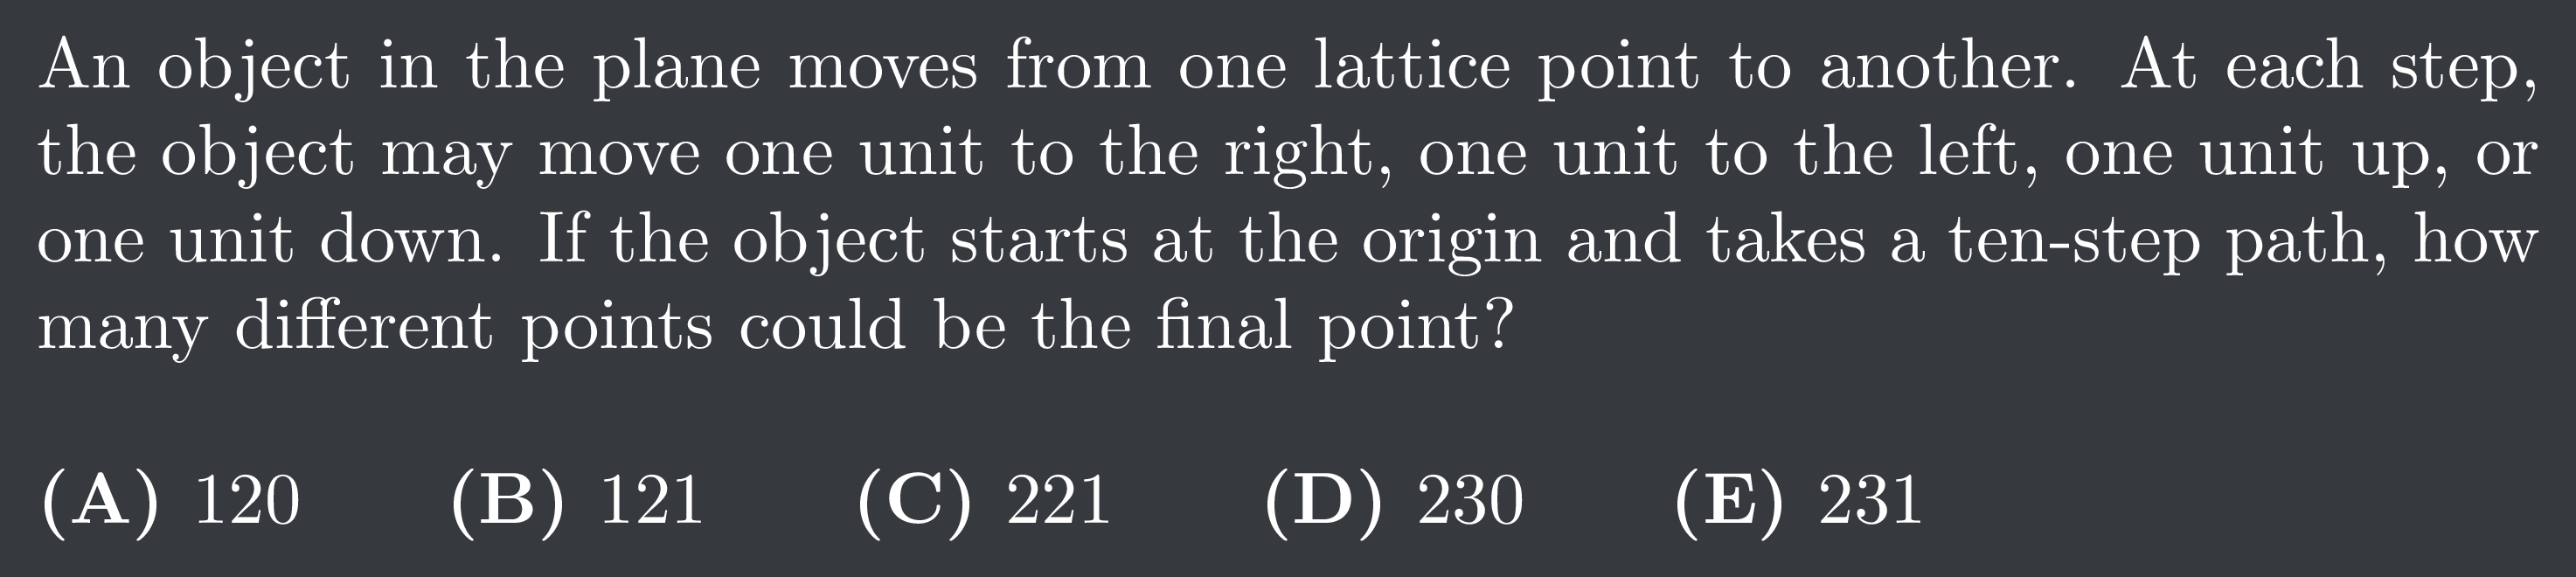 An object in the plane moves from one lattice point to another. At each step,
the object may move one unit to the right, one unit to the left, one unit up, or
one unit down. If the object starts at the origin and takes a ten-step path, how
many different points could be the final point?
(A) 120 (B) 121 (C) 221 (D) 230 (E) 231